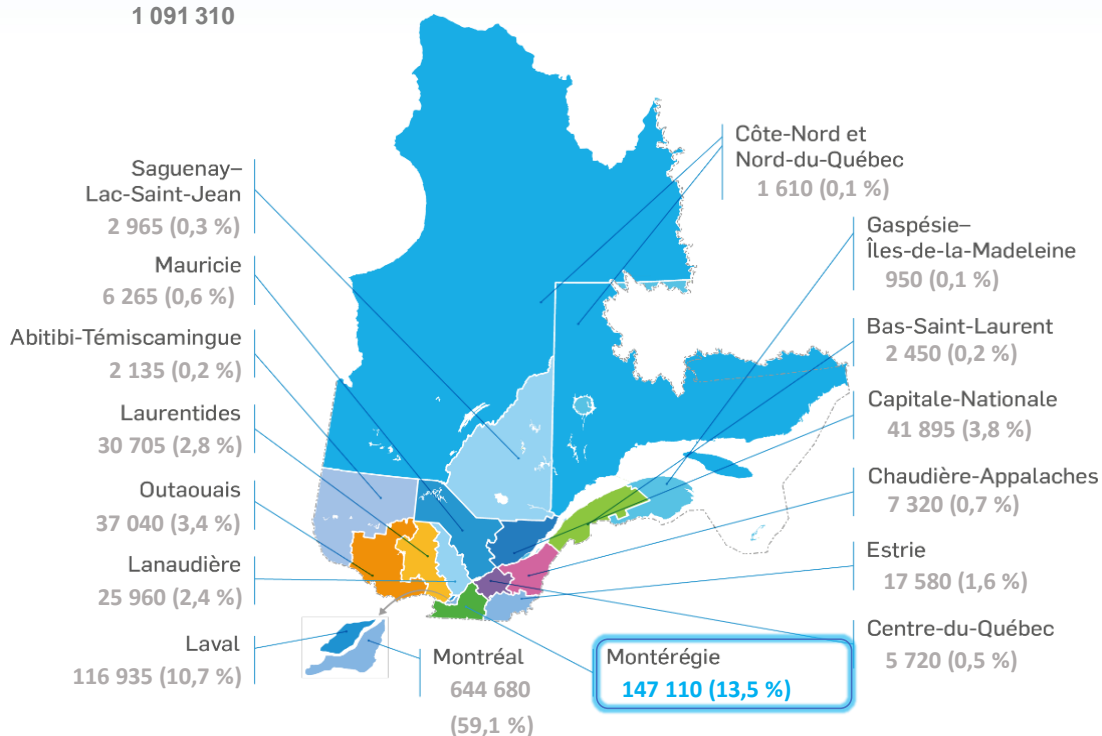 1 091 310
Saguenay–
Lac-Saint-Jean
2 965 (0,3 %)
Mauricie
6 265 (0,6 %)
Abitibi-Témiscamingue
2 135 (0,2 %)
Laurentides
30 705 (2,8 %)
Outaouais
37 040 (3,4 %)
Lanaudière
25 960 (2,4 %)
Laval
116 935 (10,7 %)
Montréal
644 680
(59,1 %)
Montérégie
147 110 (13,5 %)
Côte-Nord et
Nord-du-Québec
1 610 (0,1 %)
Gaspésie–
Îles-de-la-Madeleine
950 (0,1 %)
Bas-Saint-Laurent
2 450 (0,2 %)
Capitale-Nationale
41 895 (3,8 %)
Chaudière-Appalaches
7 320 (0,7 %)
Estrie
17 580 (1,6 %)
Centre-du-Québec
5 720 (0,5 %)